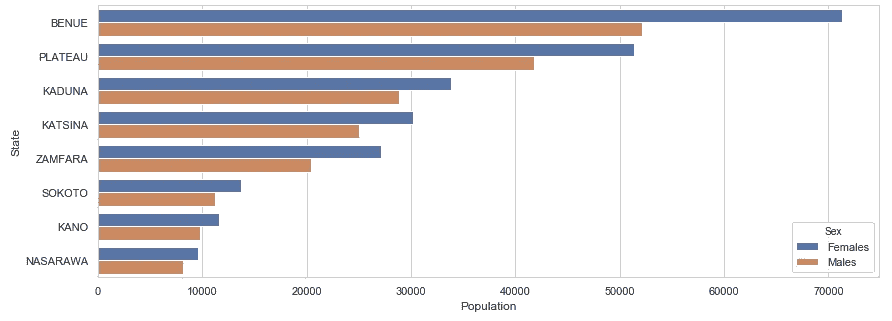 BENUE
PLATEAU
KADUNA
KATSINA
ZAMFARA
SOKOTO
KANO
NASARAWA
State
Sex
Females
Males
0 10000 20000 30000 40000 50000 60000 70000
Population